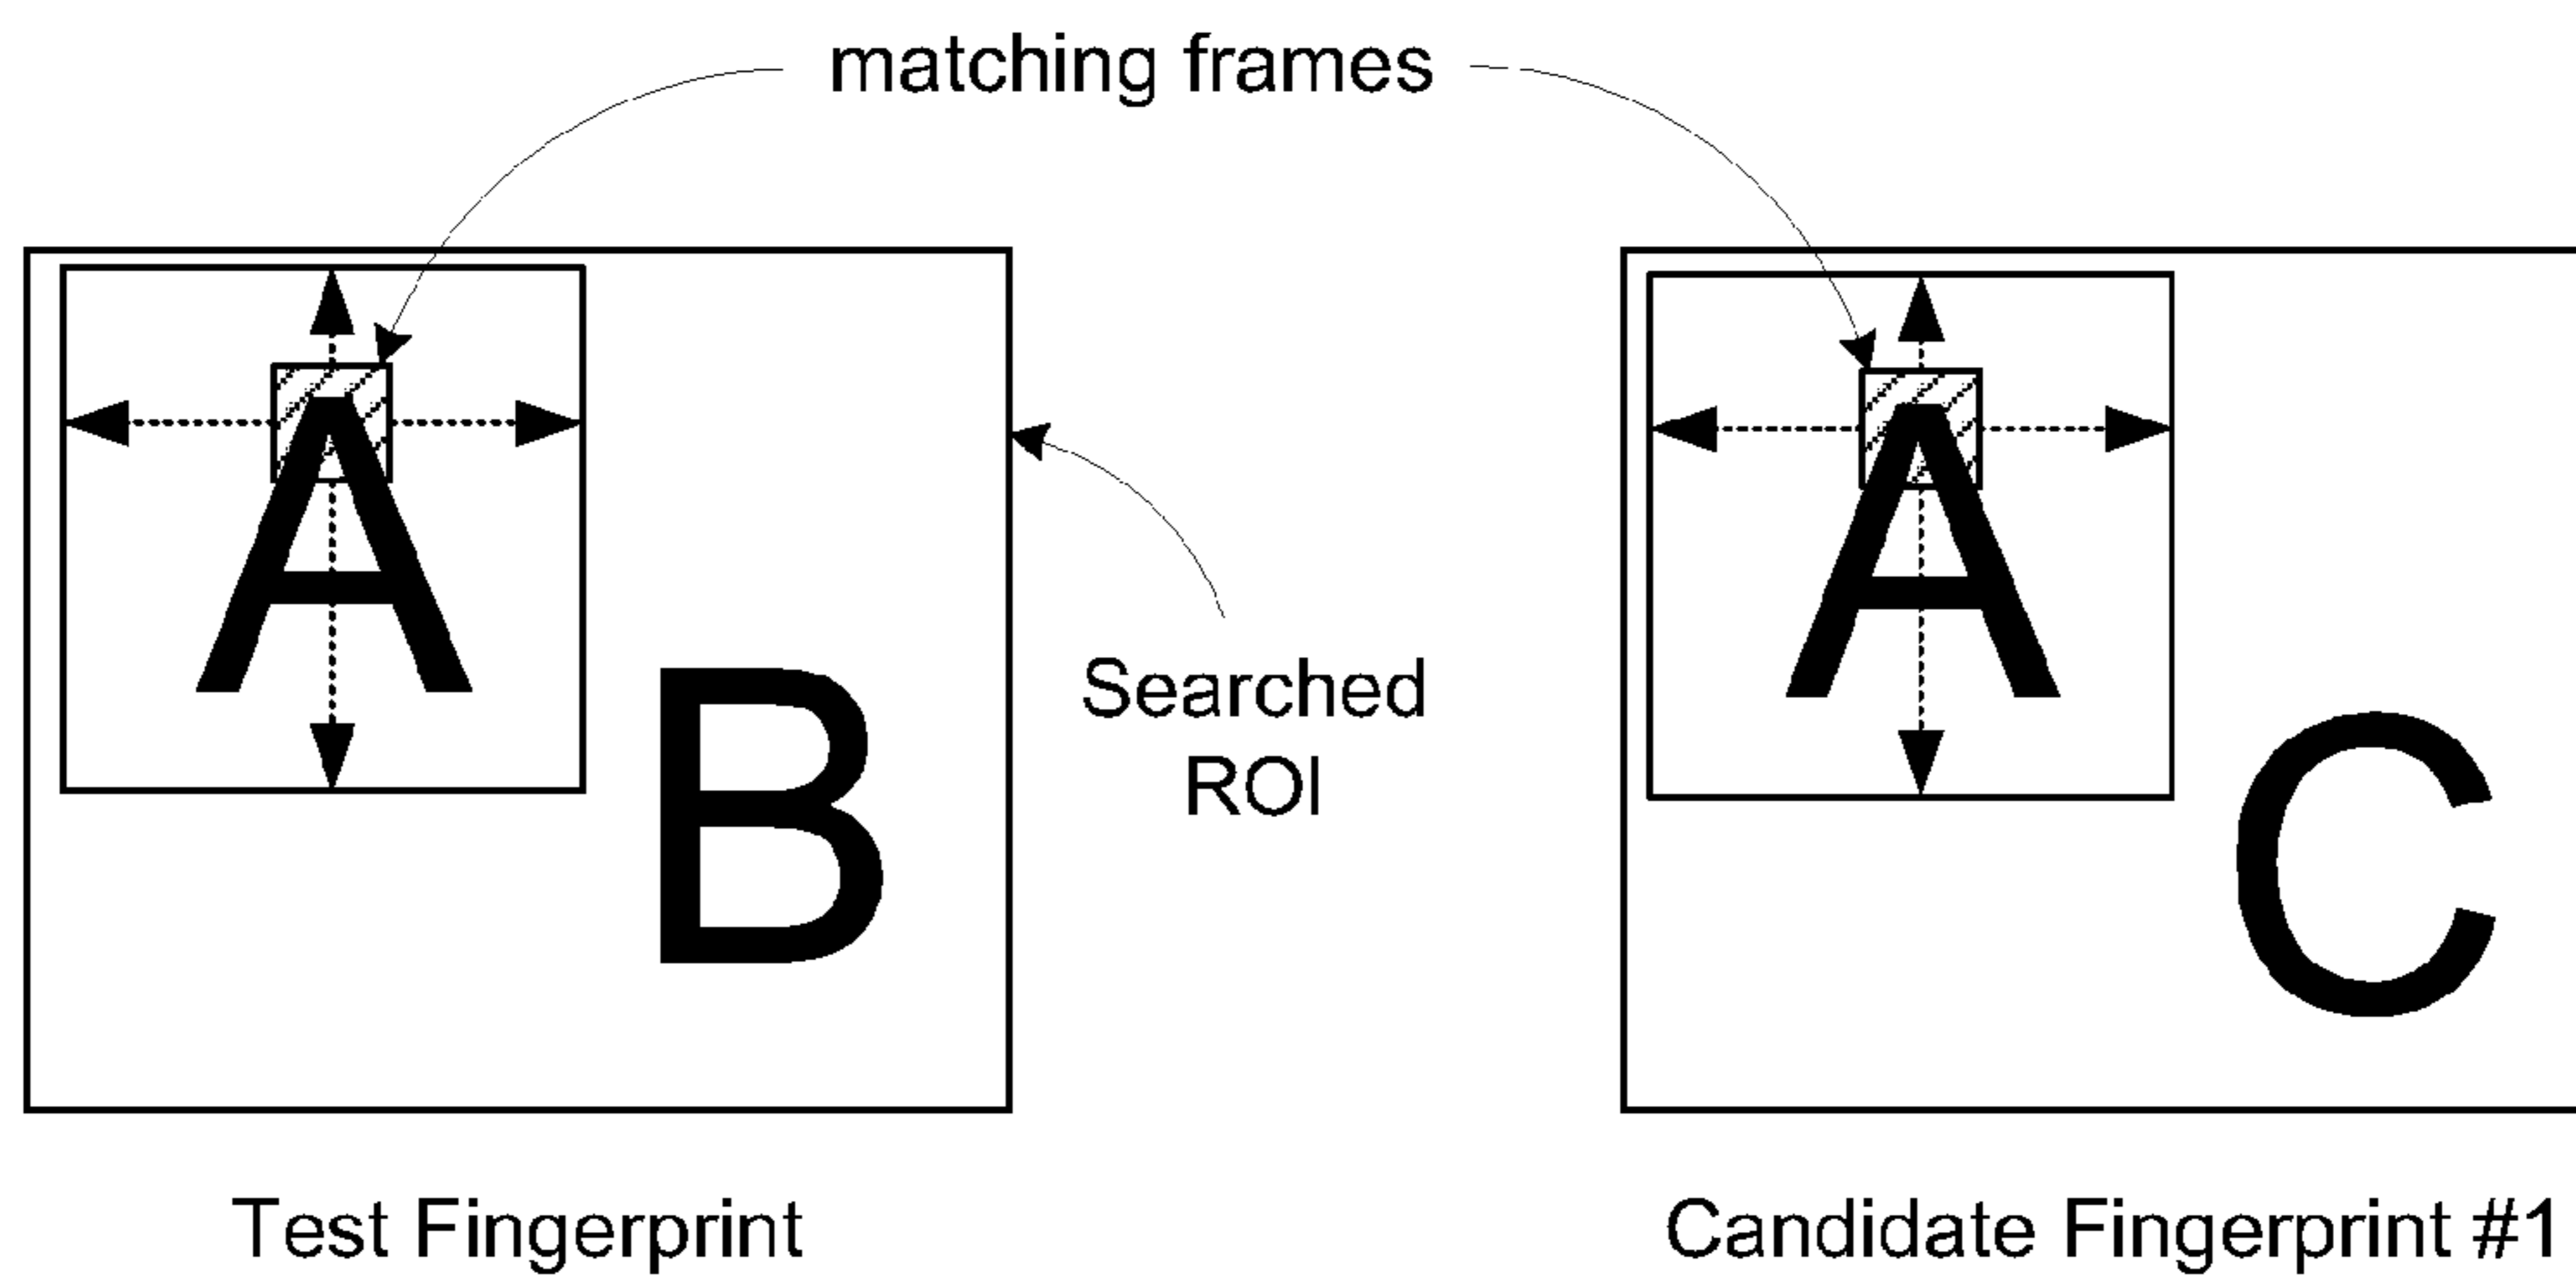 matching frames
A
A
B
Searched
ROI
C
Test Fingerprint
Candidate Fingerprint #1